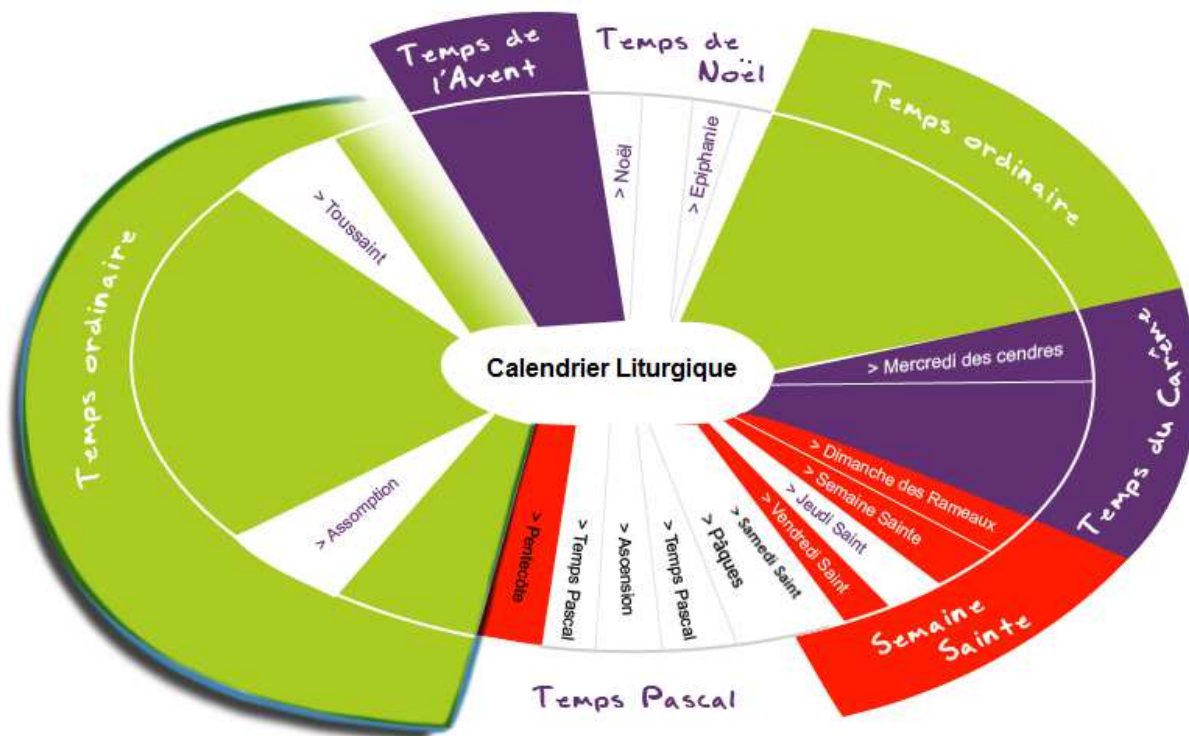 Temps de
l'Avent
Temps de
Noël
> Noël
> Epiphanie
Temps ordinaire
> Mercredi des cendres
Temps du Carême
> Dimanche des Rameaux
> Semaine Sainte
> Jeudi Saint
> Vendredi Saint
Semaine
Sainte
> Samedi Saint
> Pâques
> Temps Pascal
> Ascension
> Temps Pascal
> Pentecôte
Temps Pascal
> Assomption
Temps ordinaire
> Toussaint
Calendrier Liturgique